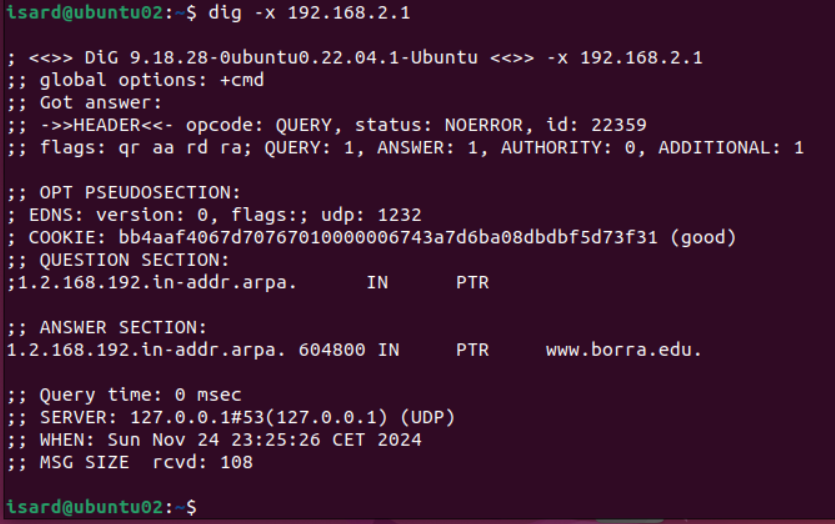 isard@ubuntu02:~$ dig -x 192.168.2.1
; <<>> DiG 9.18.28-0ubuntu0.22.04.1-Ubuntu <<>> -x 192.168.2.1
;; global options: +cmd
;; Got answer:
;; ->>HEADER<<- opcode: QUERY, status: NOERROR, id: 22359
;; flags: qr aa rd ra; QUERY: 1, ANSWER: 1, AUTHORITY: 0, ADDITIONAL: 1
;; OPT PSEUDOSECTION:
; EDNS: version: 0, flags:; udp: 1232
; COOKIE: bb4aaf4067d70767010000006743a7d6ba08dbdbf5d73f31 (good)
;; QUESTION SECTION:
;1.2.168.192.in-addr.arpa. IN PTR
;; ANSWER SECTION:
1.2.168.192.in-addr.arpa. 604800 IN PTR www.borra.edu.
;; Query time: 0 msec
;; SERVER: 127.0.0.1#53(127.0.0.1) (UDP)
;; WHEN: Sun Nov 24 23:25:26 CET 2024
;; MSG SIZE rcvd: 108
isard@ubuntu02:~$